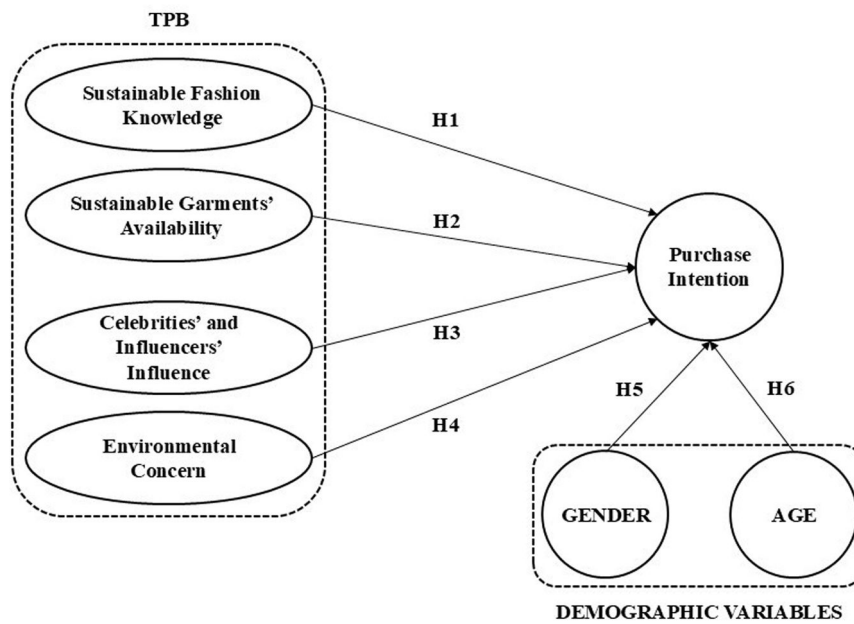 TPB
Sustainable Fashion
Knowledge
H1
Sustainable Garments'
Availability
H2
Purchase
Intention
Celebrities' and
Influencers'
Influence
H3
Environmental
Concern
H4
H5
H6
GENDER
AGE
DEMOGRAPHIC VARIABLES